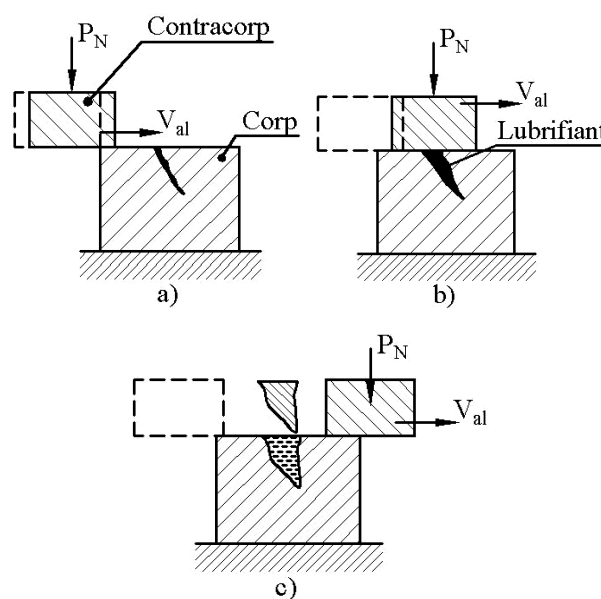 P_N
Contracorp
V_al
Corp
a)
P_N
V_al
Lubrifiant
b)
P_N
V_al
c)